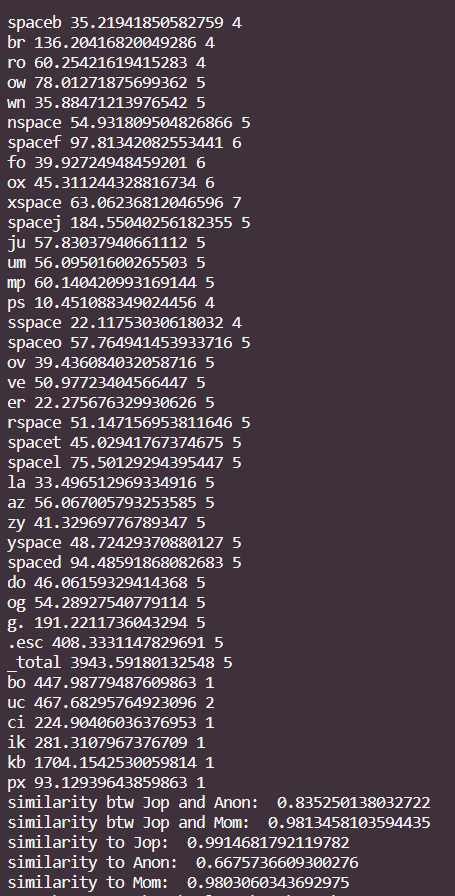 spaceb 35.21941850582759 4
br 136.20416820049286 4
ro 60.25421619415283 4
ow 78.01271875699362 5
wn 35.88471213976542 5
nspace 54.931809504826866 5
spacef 97.81342082553441 6
fo 39.92724948459201 6
ox 45.311244328816734 6
xspace 63.06236812046596 7
spacej 184.55040256182355 5
ju 57.83037940661112 5
um 56.09501600265503 5
mp 60.140420993169144 5
ps 10.451088349024456 4
sspace 22.11753030618032 4
spaceo 57.764941453933716 5
ov 39.436084032058716 5
ve 50.97723404566447 5
er 22.275676329930626 5
rspace 51.147156953811646 5
spacet 45.02941767374675 5
spacel 75.50129294395447 5
la 33.496512969334916 5
az 56.067005793253585 5
zy 41.32969776789347 5
yspace 48.72429370880127 5
spaced 94.48591868082683 5
do 46.06159329414368 5
og 54.28927540779114 5
g. 191.2211736043294 5
.esc 408.3331147829691 5
_total 3943.59180132548 5
bo 447.98779487609863 1
uc 467.68295764923096 2
ci 224.90406036376953 1
ik 281.3107967376709 1
kb 1704.1542530059814 1
px 93.12939643859863 1
similarity btw Jop and Anon:  0.835250138032722
similarity btw Jop and Mom:  0.9813458103594435
similarity to Jop:  0.9914681792119782
similarity to Anon:  0.6675736609300276
similarity to Mom:  0.9803060343692975